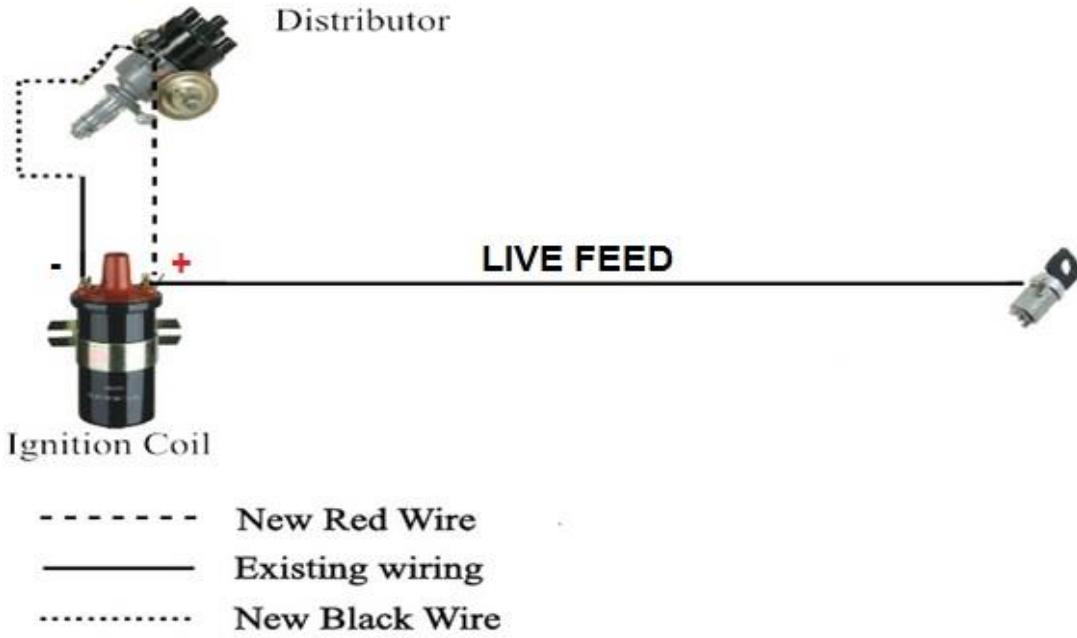 Distributor
- +
LIVE FEED
Ignition Coil
New Red Wire
Existing wiring
New Black Wire